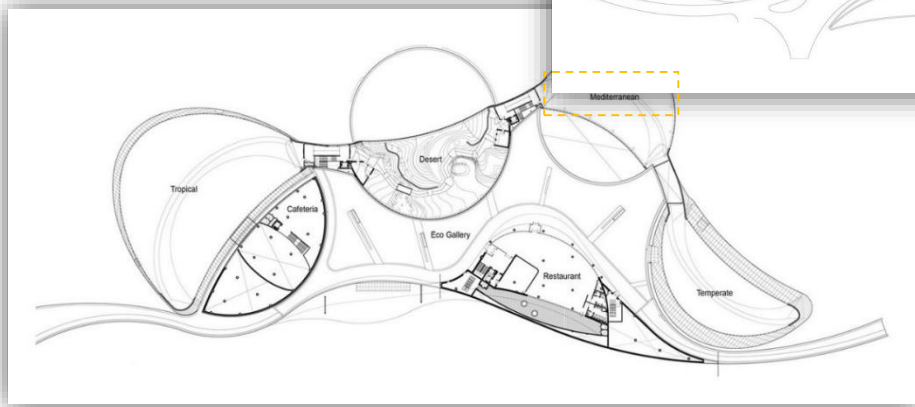 Mediterranean
Desert
Tropical
Cafeteria
Eco Gallery
Restaurant
Temperate